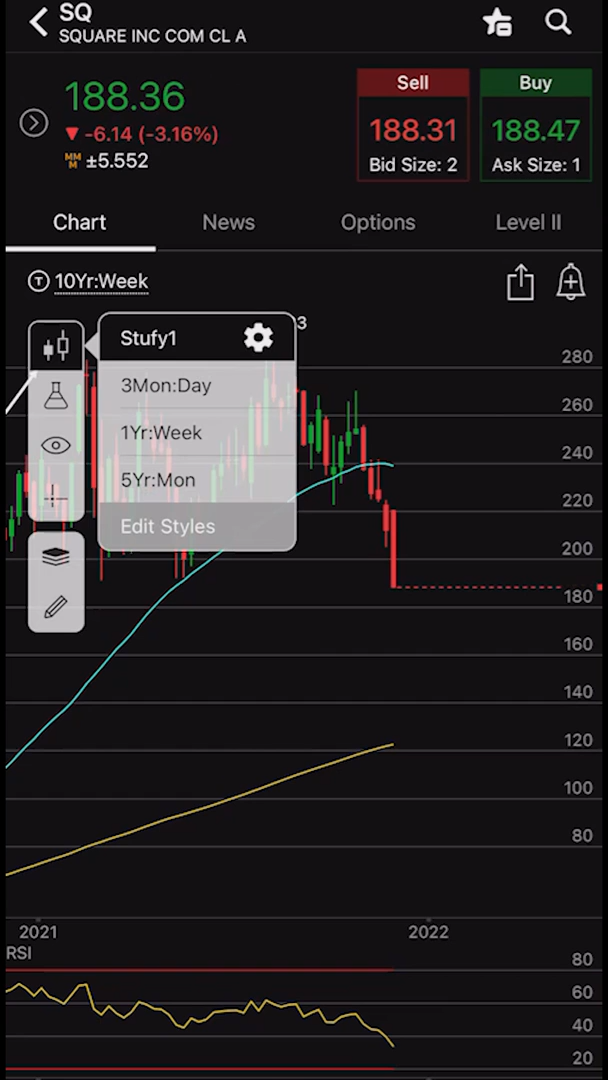 SQ
SQUARE INC COM CL A
188.36
-6.14 (-3.16%)
MM
M ±5.552
Sell
188.31
Bid Size: 2
Buy
188.47
Ask Size: 1
Chart
News
Options
Level II
T 10Yr:Week
3
Stufy1
3Mon:Day
1Yr:Week
5Yr:Mon
Edit Styles
280
260
240
220
200
180
160
140
120
100
80
2021
2022
RSI
80
60
40
20